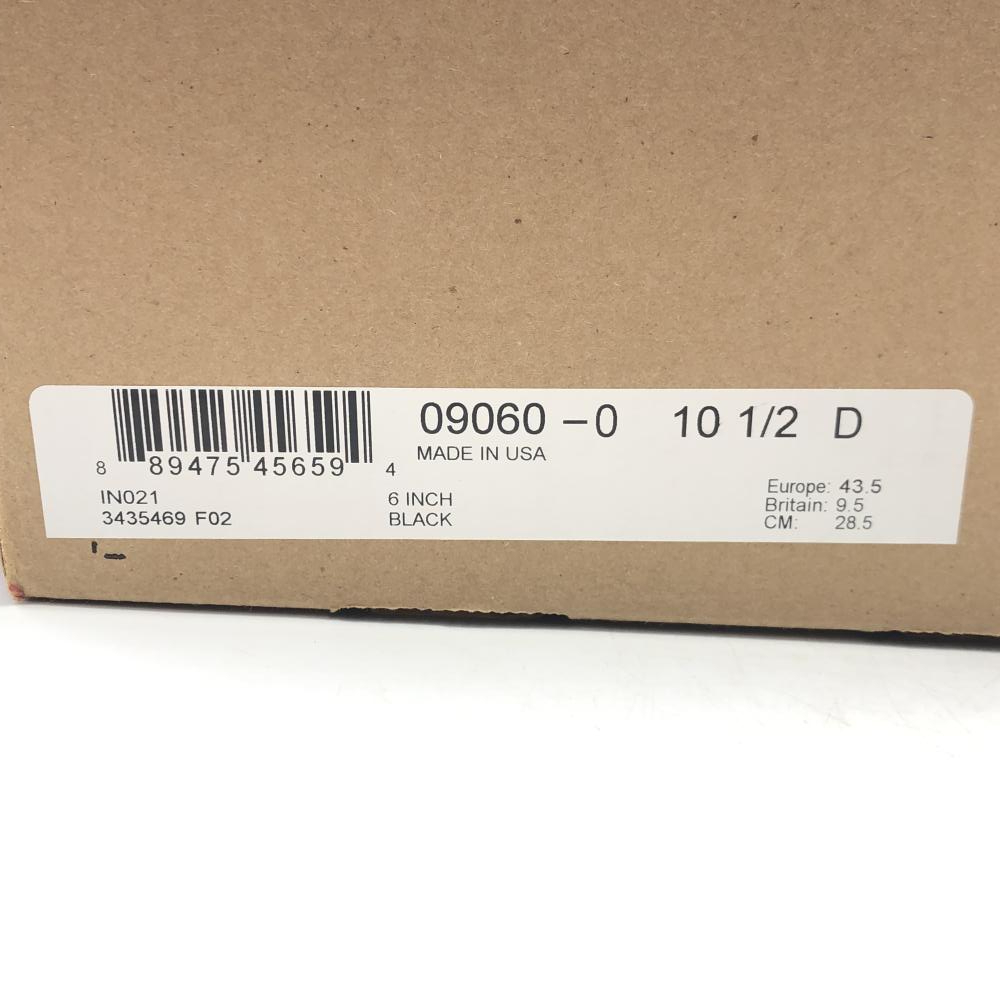 09060 – 0 10 1/2 D
MADE IN USA
8 89475 45659 4
IN021
3435469 F02
6 INCH
BLACK
Europe: 43.5
Britain: 9.5
CM: 28.5